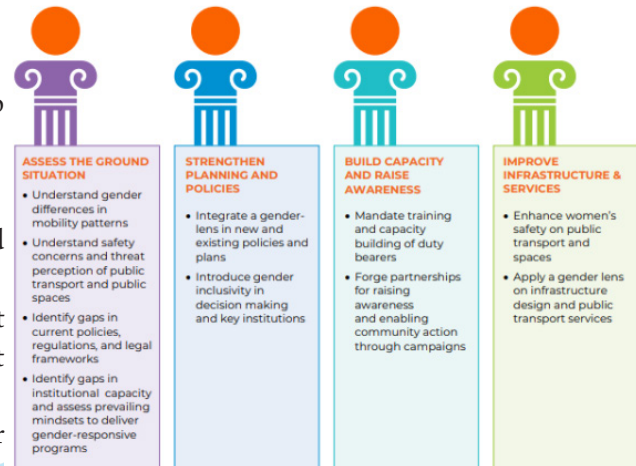 ASSESS THE GROUND
SITUATION
• Understand gender
differences in
mobility patterns
• Understand safety
concerns and threat
perception of public
transport and public
spaces
• Identify gaps in
current policies,
regulations, and legal
frameworks
• Identify gaps in
institutional capacity
and assess prevailing
mindsets to deliver
gender-responsive
programs
STRENGTHEN
PLANNING AND
POLICIES
• Integrate a gender-
lens in new and
existing policies and
plans
• Introduce gender
inclusivity in
decision making
and key institutions
BUILD CAPACITY
AND RAISE
AWARENESS
• Mandate training
and capacity
building of duty
bearers
• Forge partnerships
for raising
awareness
and enabling
community action
through campaigns
IMPROVE
INFRASTRUCTURE &
SERVICES
• Enhance women's
safety on public
transport and
spaces
• Apply a gender lens
on infrastructure
design and public
transport services